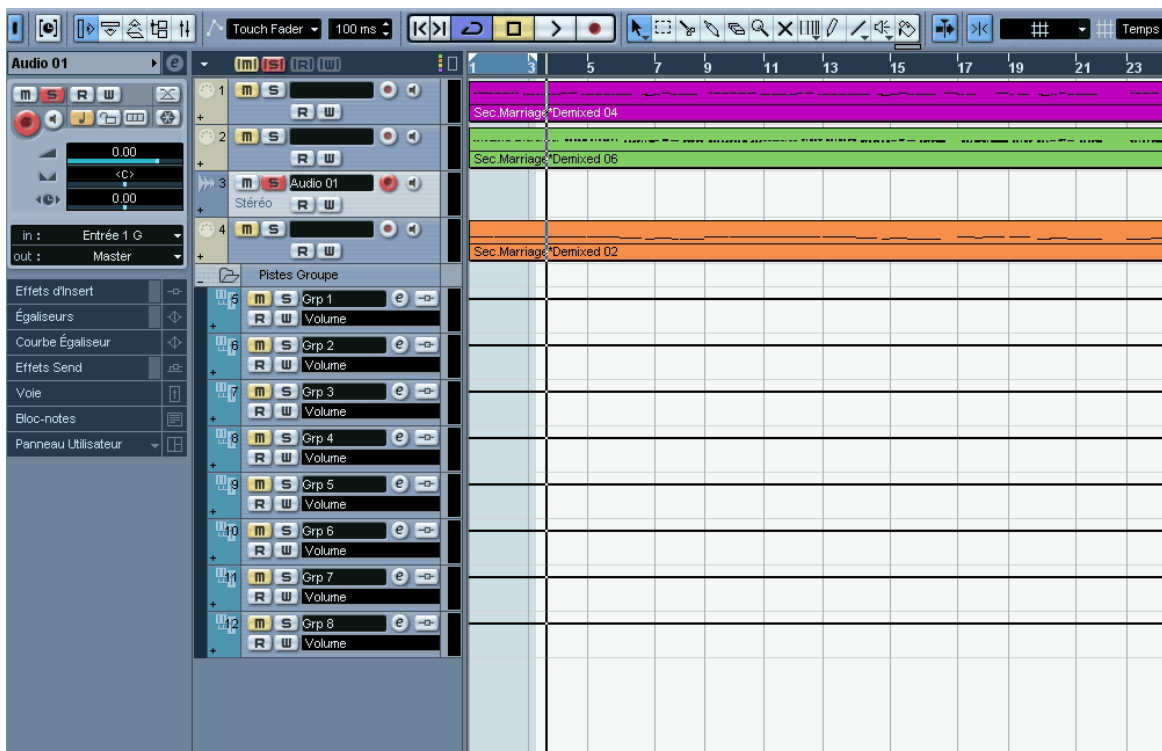 Touch Fader 100 ms Temps
Audio 01 e m S R W 1 3 5 7 9 11 13 15 17 19 21 23
m S R W
0.00
<C>
0.00
in : Entrée 1 G
out : Master
Effets d'Insert
Égaliseurs
Courbe Égaliseur
Effets Send
Voie
Bloc-notes
Panneau Utilisateur
1 m S
R W
Sec.Marriage*Demixed 04
2 m S
R W
Sec.Marriage*Demixed 06
3 m S Audio 01
Stéréo R W
4 m S
R W
Sec.Marriage*Demixed 02
Pistes Groupe
5 m S Grp 1 e
R W Volume
6 m S Grp 2 e
R W Volume
7 m S Grp 3 e
R W Volume
8 m S Grp 4 e
R W Volume
9 m S Grp 5 e
R W Volume
10 m S Grp 6 e
R W Volume
11 m S Grp 7 e
R W Volume
12 m S Grp 8 e
R W Volume